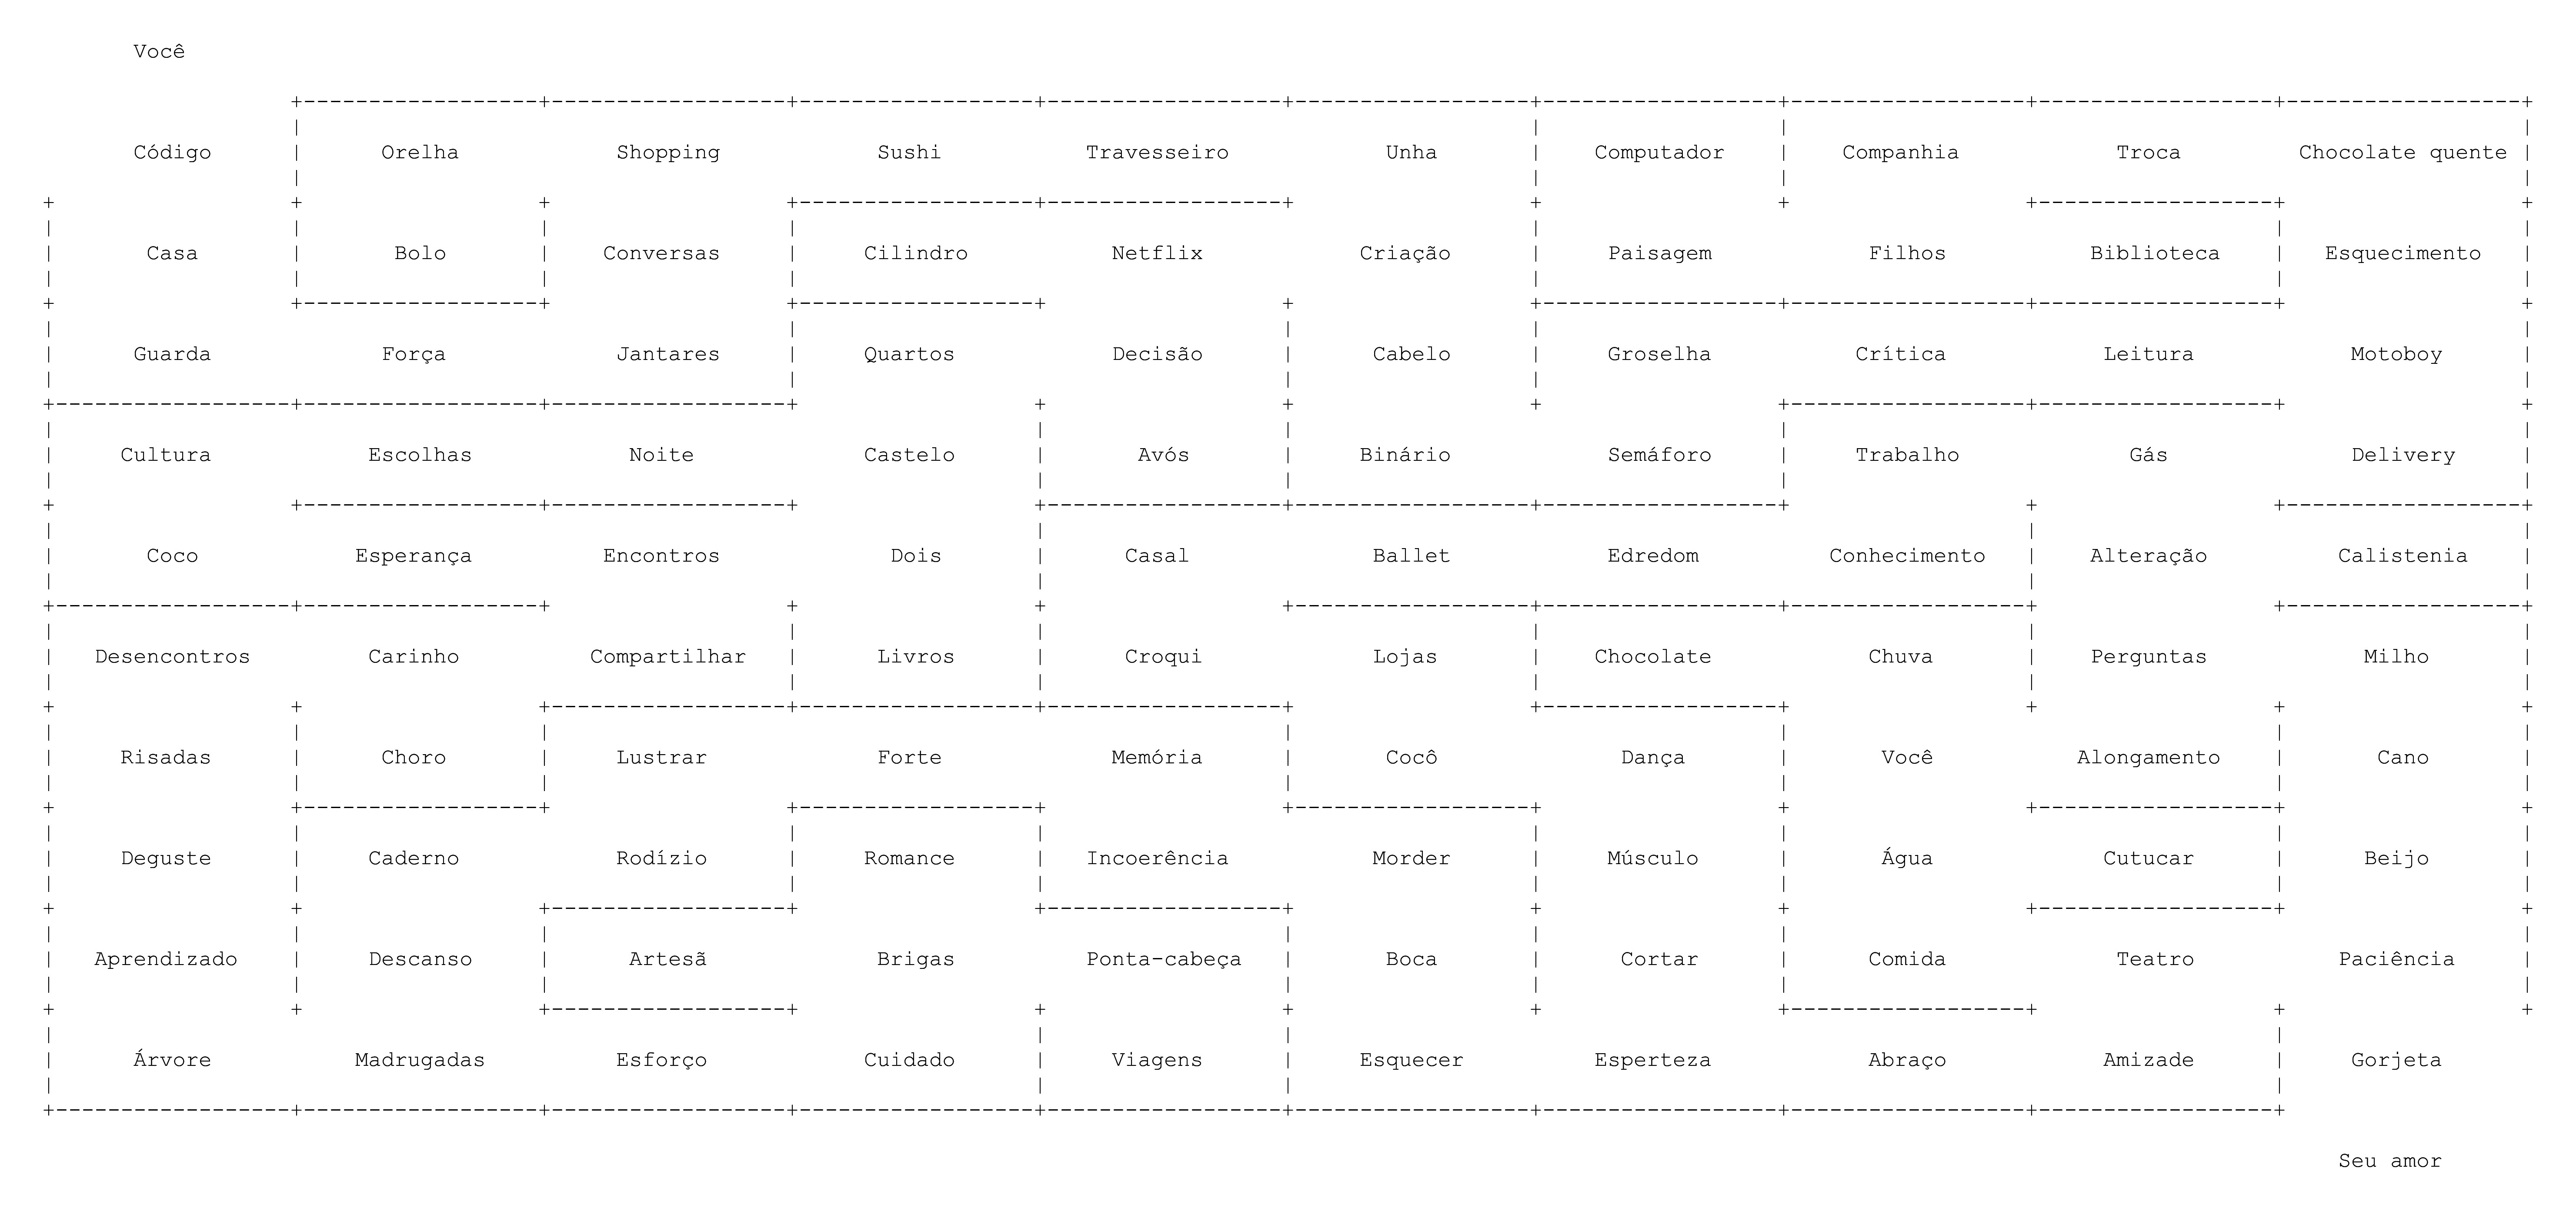 Você
Código Orelha Shopping Sushi Travesseiro Unha Computador Companhia Troca Chocolate quente
Casa Bolo Conversas Cilindro Netflix Criação Paisagem Filhos Biblioteca Esquecimento
Guarda Força Jantares Quartos Decisão Cabelo Groselha Crítica Leitura Motoboy
Cultura Escolhas Noite Castelo Avós Binário Semáforo Trabalho Gás Delivery
Coco Esperança Encontros Dois Casal Ballet Edredom Conhecimento Alteração Calistenia
Desencontros Carinho Compartilhar Livros Croqui Lojas Chocolate Chuva Perguntas Milho
Risadas Choro Lustrar Forte Memória Cocô Dança Você Alongamento Cano
Deguste Caderno Rodízio Romance Incoerência Morder Músculo Água Cutucar Beijo
Aprendizado Descanso Artesã Brigas Ponta-cabeça Boca Cortar Comida Teatro Paciência
Árvore Madrugadas Esforço Cuidado Viagens Esquecer Esperteza Abraço Amizade Gorjeta
Seu amor